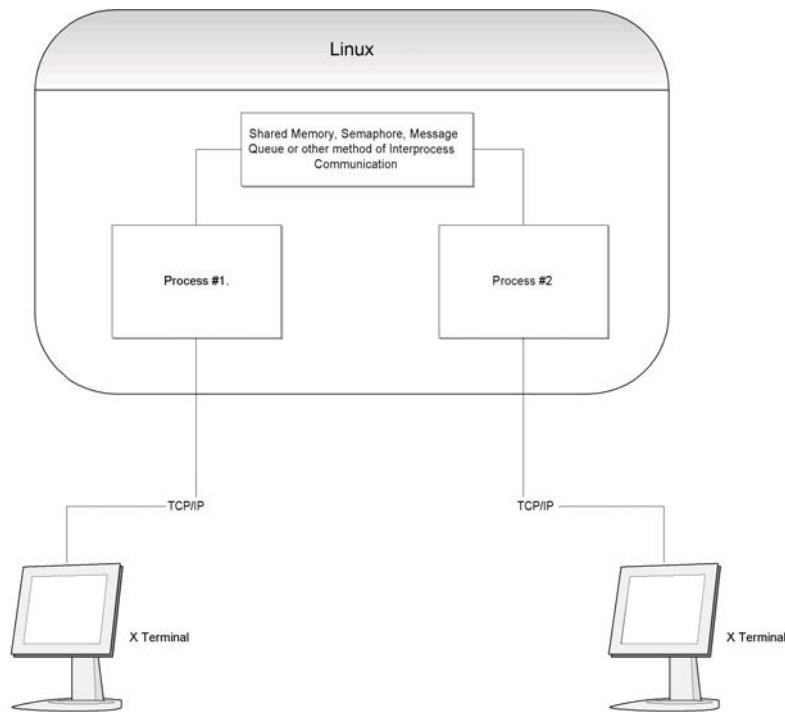 Linux
Shared Memory, Semaphore, Message
Queue or other method of Interprocess
Communication
Process #1.
Process #2
TCP/IP
TCP/IP
X Terminal
X Terminal